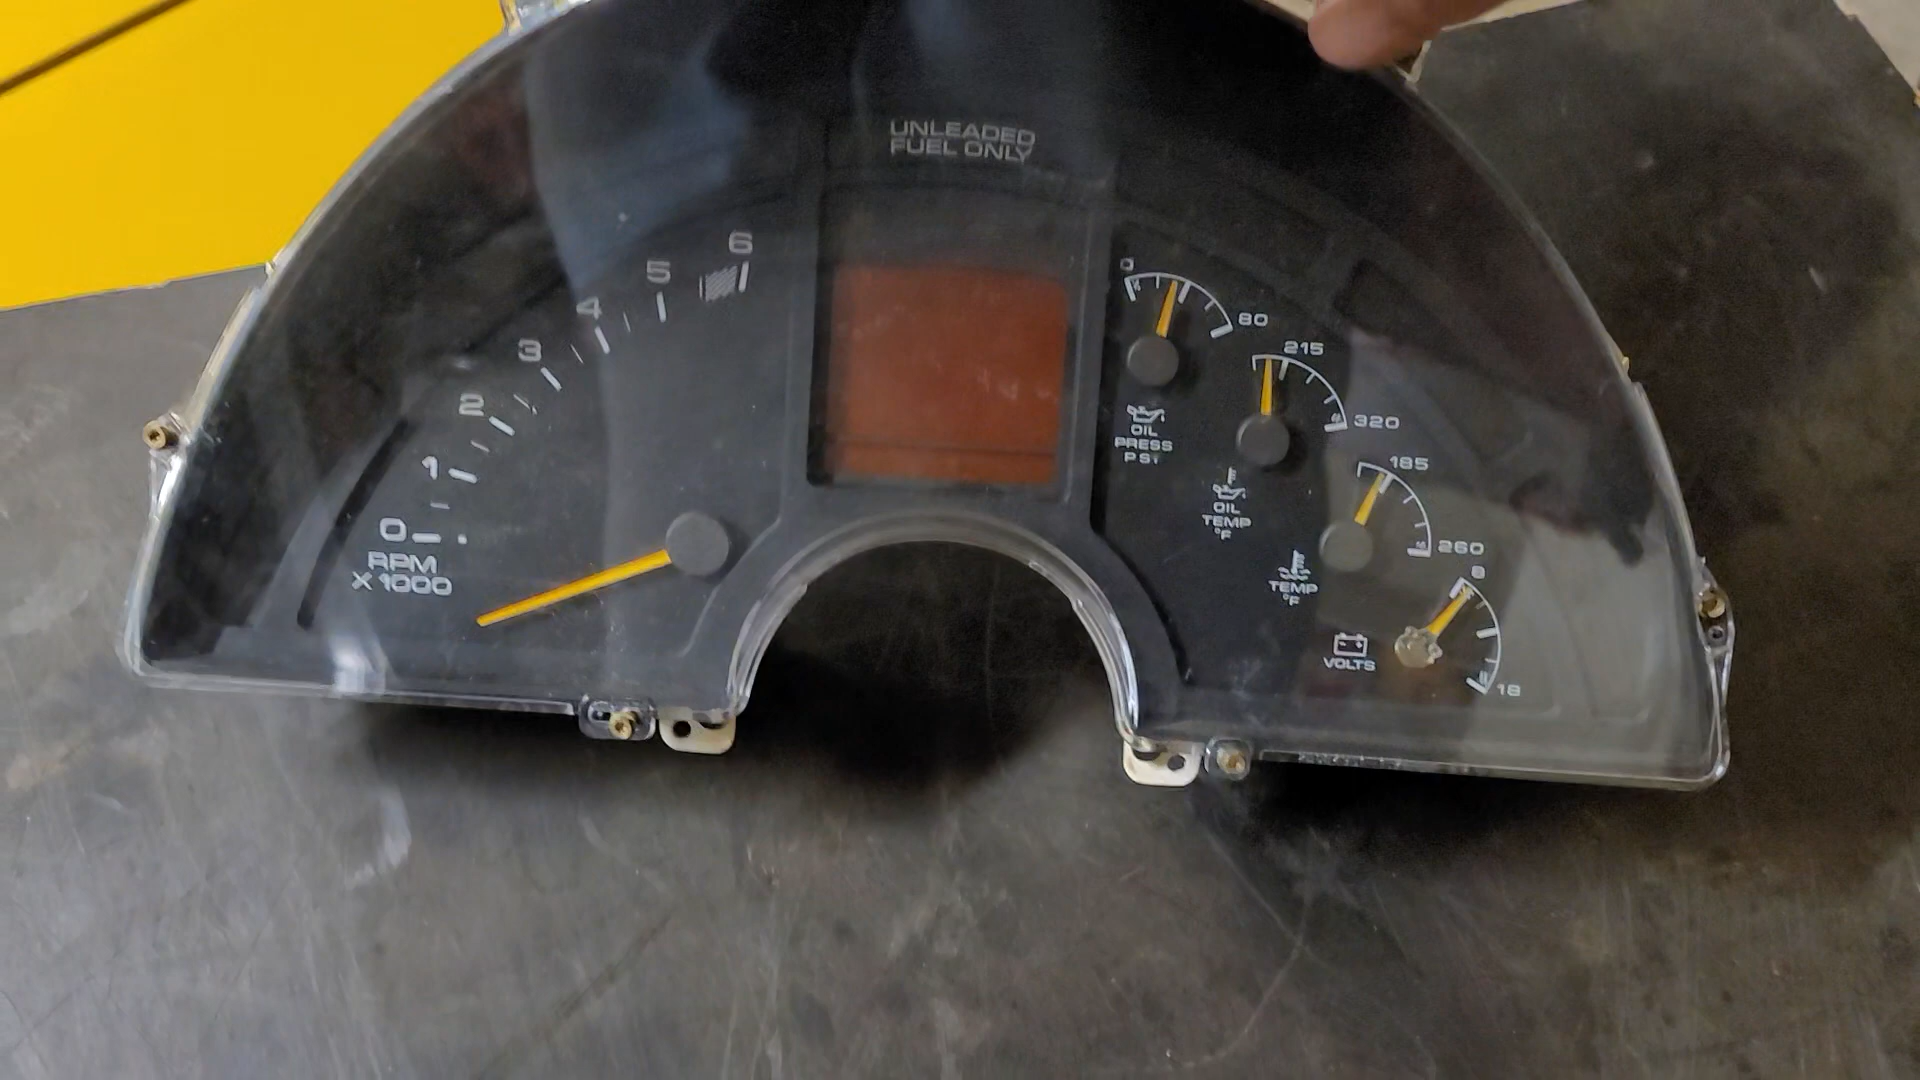 UNLEADED
FUEL ONLY
6
5
4
3
2
1
0
RPM
X 1000
0
80
OIL
PRESS
PSI
215
320
OIL
TEMP
°F
185
260
TEMP
°F
8
18
VOLTS